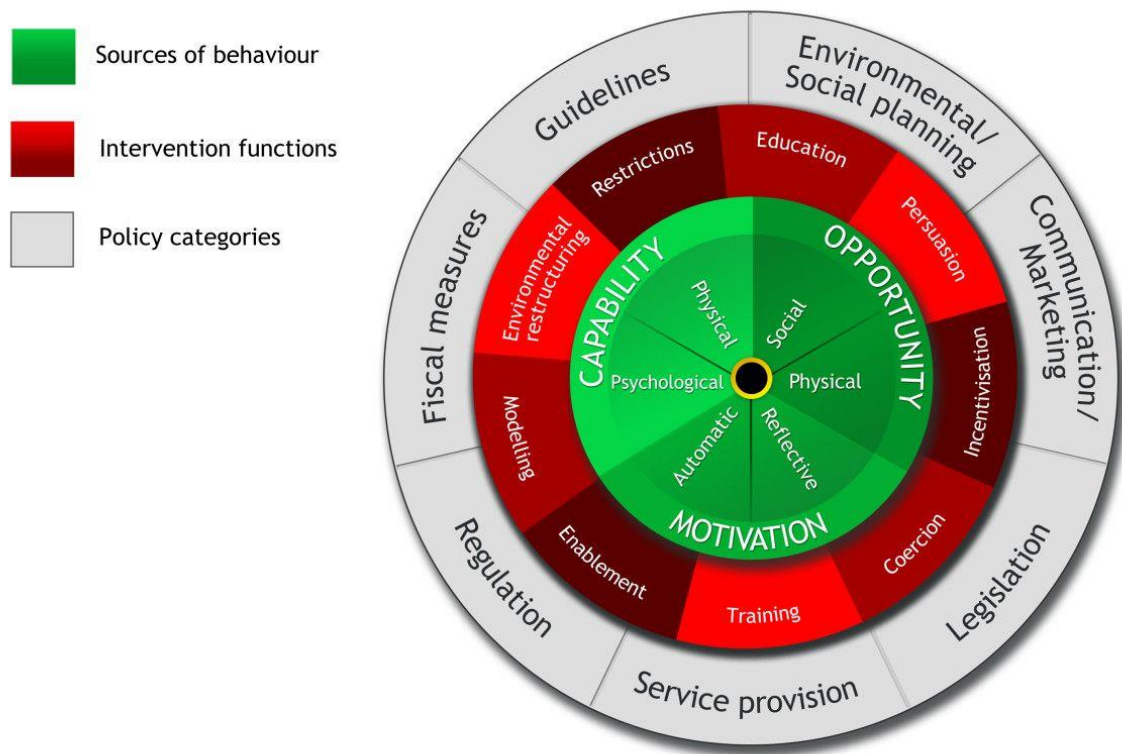 Sources of behaviour
Intervention functions
Policy categories
Guidelines
Environmental/
Social planning
Communication/
Marketing
Legislation
Service provision
Regulation
Fiscal measures
Restrictions
Education
Persuasion
Incentivisation
Coercion
Training
Enablement
Modelling
Environmental
restructuring
CAPABILITY
OPPORTUNITY
MOTIVATION
Physical
Social
Physical
Reflective
Automatic
Psychological